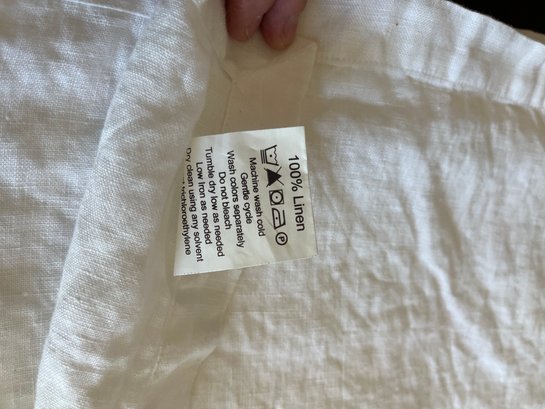 100% Linen
P
Machine wash cold
Gentle cycle
Wash colors separately
Do not bleach
Tumble dry low as needed
Low Iron as needed
Dry clean using any solvent
trichloroethylene